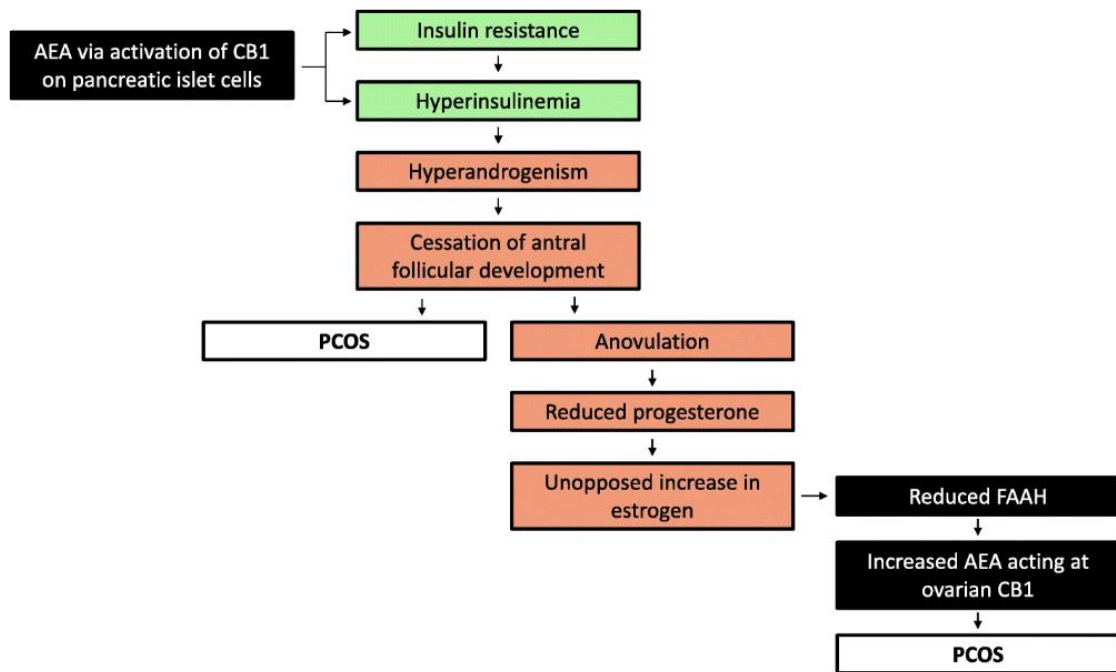 Insulin resistance
AEA via activation of CB1
on pancreatic islet cells
Hyperinsulinemia
Hyperandrogenism
Cessation of antral
follicular development
PCOS
Anovulation
Reduced progesterone
Unopposed increase in
estrogen
Reduced FAAH
Increased AEA acting at
ovarian CB1
PCOS